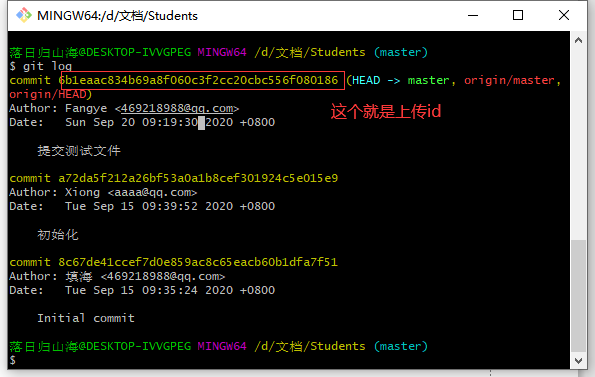 MINGW64:/d/文档/Students
落日归山海@DESKTOP-IVVGPEG MINGW64 /d/文档/Students (master)
$ git log
commit 6b1eaac834b69a8f060c3f2cc20cbc556f080186 (HEAD -> master, origin/master,
origin/HEAD)
Author: Fangye <469218988@qq.com>
这个就是上传id
Date:   Sun Sep 20 09:19:30 2020 +0800
提交测试文件
commit a72da5f212a26bf53a0a1b8cef301924c5e015e9
Author: Xiong <aaaa@qq.com>
Date:   Tue Sep 15 09:39:52 2020 +0800
初始化
commit 8c67de41ccef7d0e859ac8c65eacb60b1dfa7f51
Author: 填海 <469218988@qq.com>
Date:   Tue Sep 15 09:35:24 2020 +0800
Initial commit
落日归山海@DESKTOP-IVVGPEG MINGW64 /d/文档/Students (master)
$